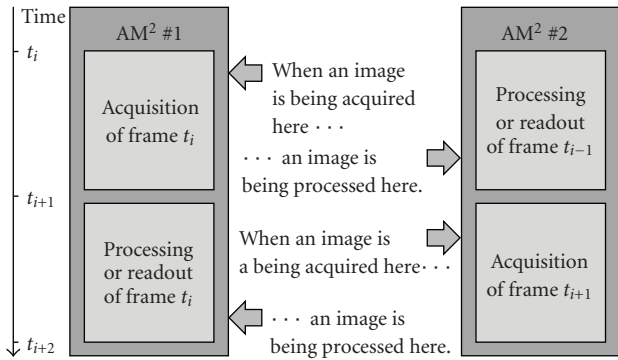 Time
t_i
t_{i+1}
t_{i+2}
AM² #1
Acquisition
of frame t_i
Processing
or readout
of frame t_i
When an image
is being acquired
here · · ·
· · · an image is
being processed here.
When an image is
a being acquired here · · ·
· · · an image is
being processed here.
AM² #2
Processing
or readout
of frame t_{i−1}
Acquisition
of frame t_{i+1}